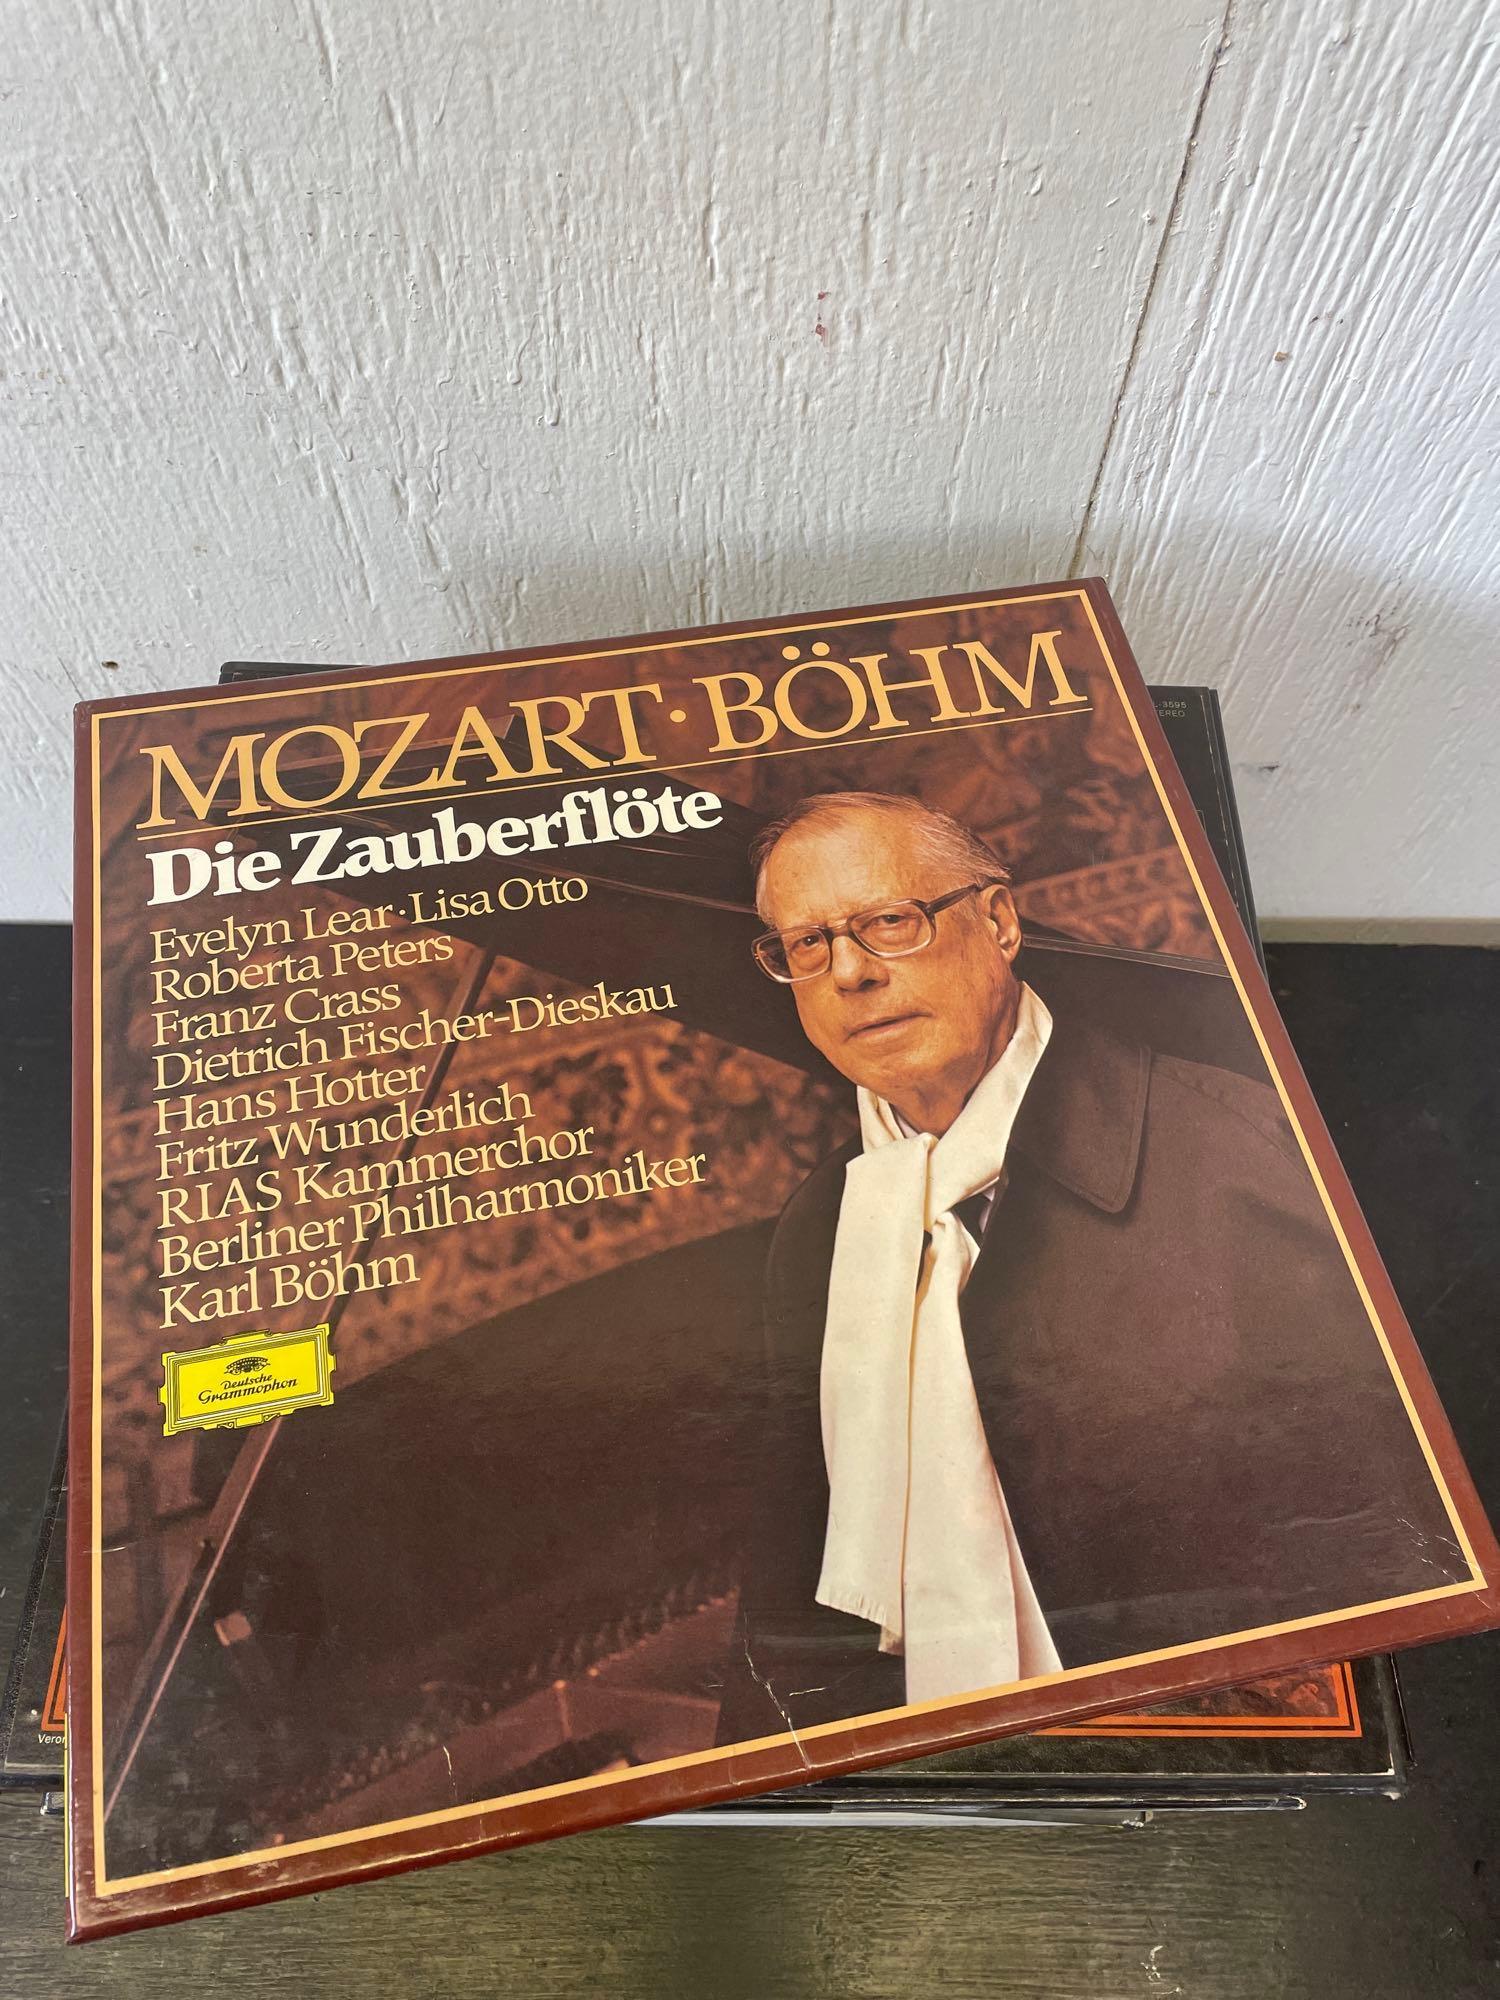 MOZART · BÖHM
Die Zauberflöte
Evelyn Lear · Lisa Otto
Roberta Peters
Franz Crass
Dietrich Fischer-Dieskau
Hans Hotter
Fritz Wunderlich
RIAS Kammerchor
Berliner Philharmoniker
Karl Böhm
Deutsche
Grammophon
-3595